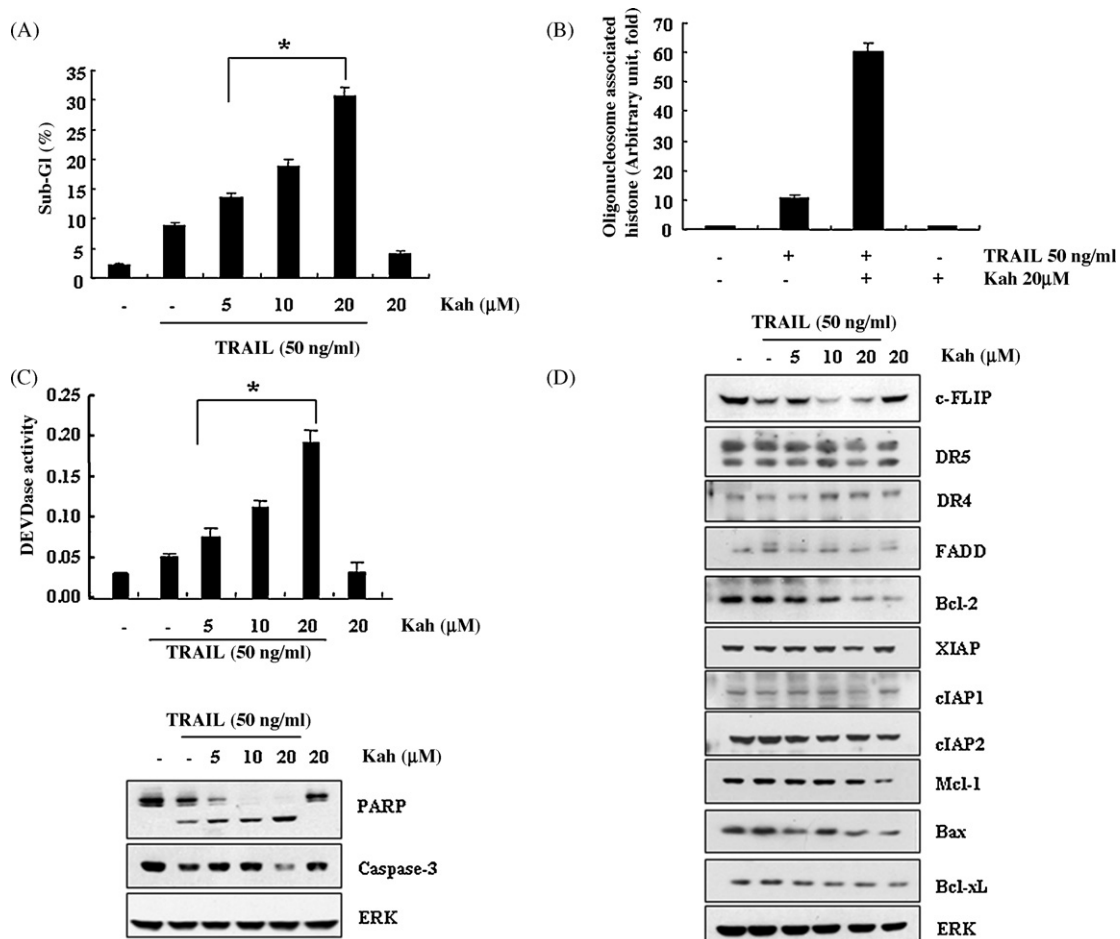 (A)
*
Sub-G1 (%)
35
30
25
20
15
10
5
0
- - 5 10 20 20 Kah (μM)
TRAIL (50 ng/ml)
(B)
Oligonucleosome associated
histone (Arbitrary unit, fold)
70
60
50
40
30
20
10
- + + - TRAIL 50 ng/ml
- - + + Kah 20μM
(C)
*
DEVDase activity
0.25
0.20
0.15
0.10
0.05
0.00
- - 5 10 20 20 Kah (μM)
TRAIL (50 ng/ml)
TRAIL (50 ng/ml)
- - 5 10 20 20 Kah (μM)
PARP
Caspase-3
ERK
(D)
TRAIL (50 ng/ml)
- - 5 10 20 20 Kah (μM)
c-FLIP
DR5
DR4
FADD
Bcl-2
XIAP
cIAP1
cIAP2
Mcl-1
Bax
Bcl-xL
ERK